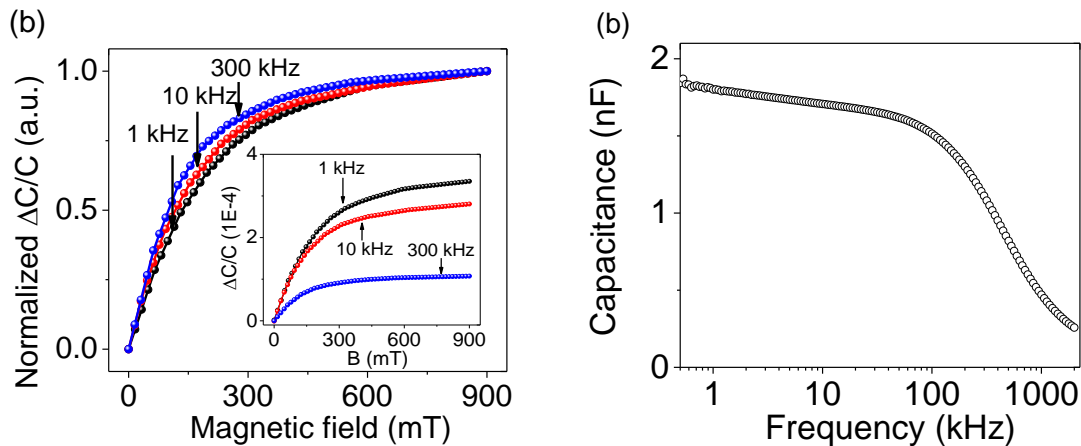 (b)
Normalized ΔC/C (a.u.)
1.0
0.5
0.0
300 kHz
10 kHz
1 kHz
0 300 600 900
Magnetic field (mT)
ΔC/C (1E-4)
4
2
0
1 kHz
10 kHz
300 kHz
0 300 600 900
B (mT)
(b)
Capacitance (nF)
2
1
0
1 10 100 1000
Frequency (kHz)